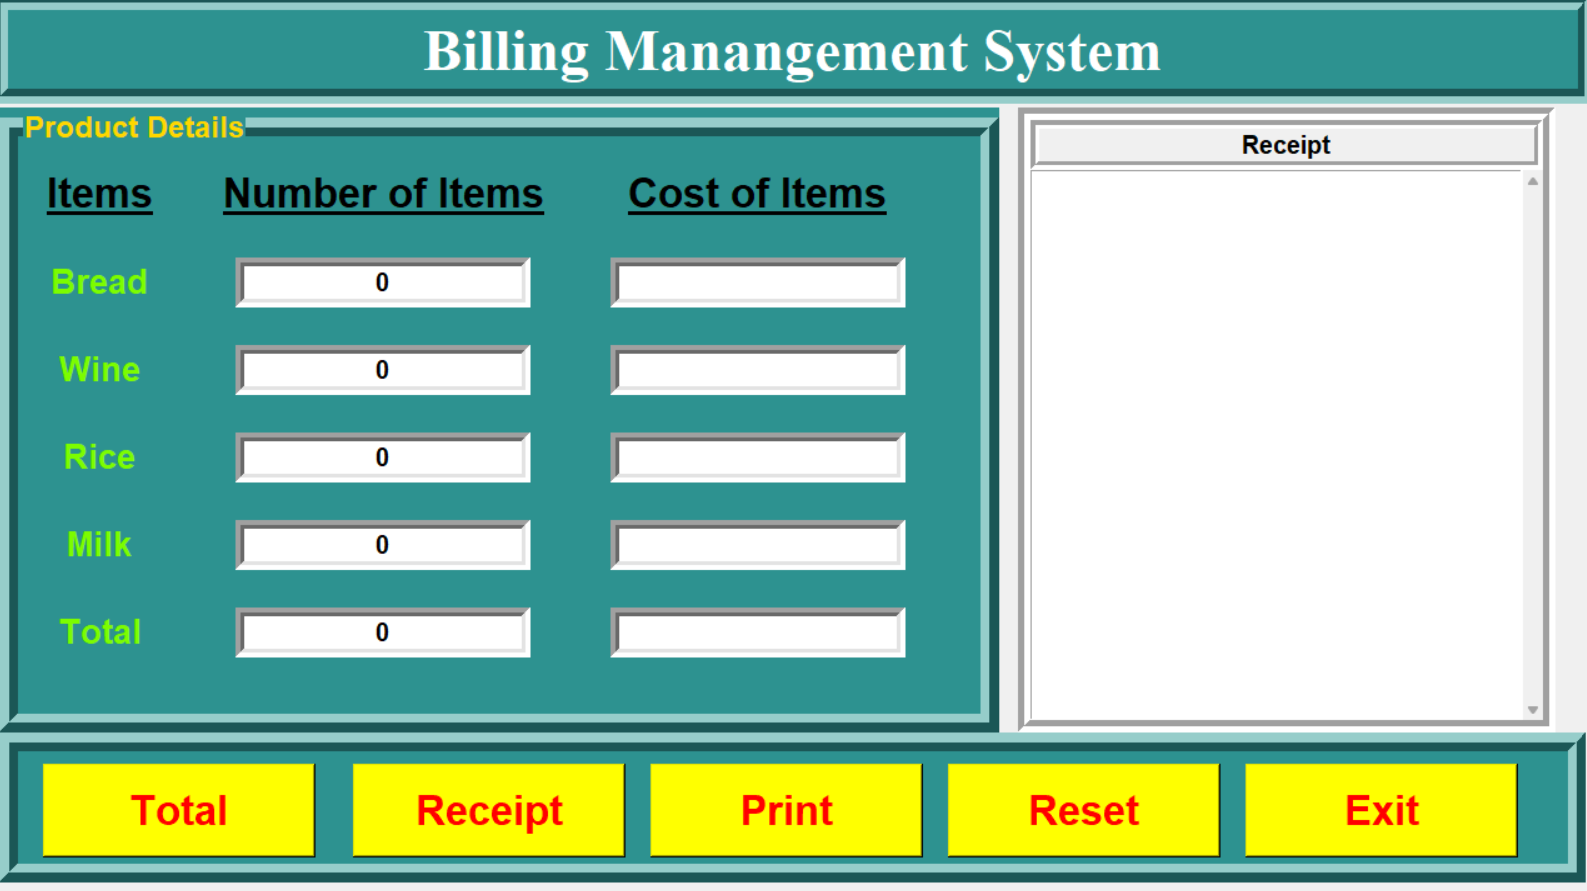 Billing Manangement System
Product Details
Receipt
Items Number of Items Cost of Items
Bread 0
Wine 0
Rice 0
Milk 0
Total 0
Total Receipt Print Reset Exit